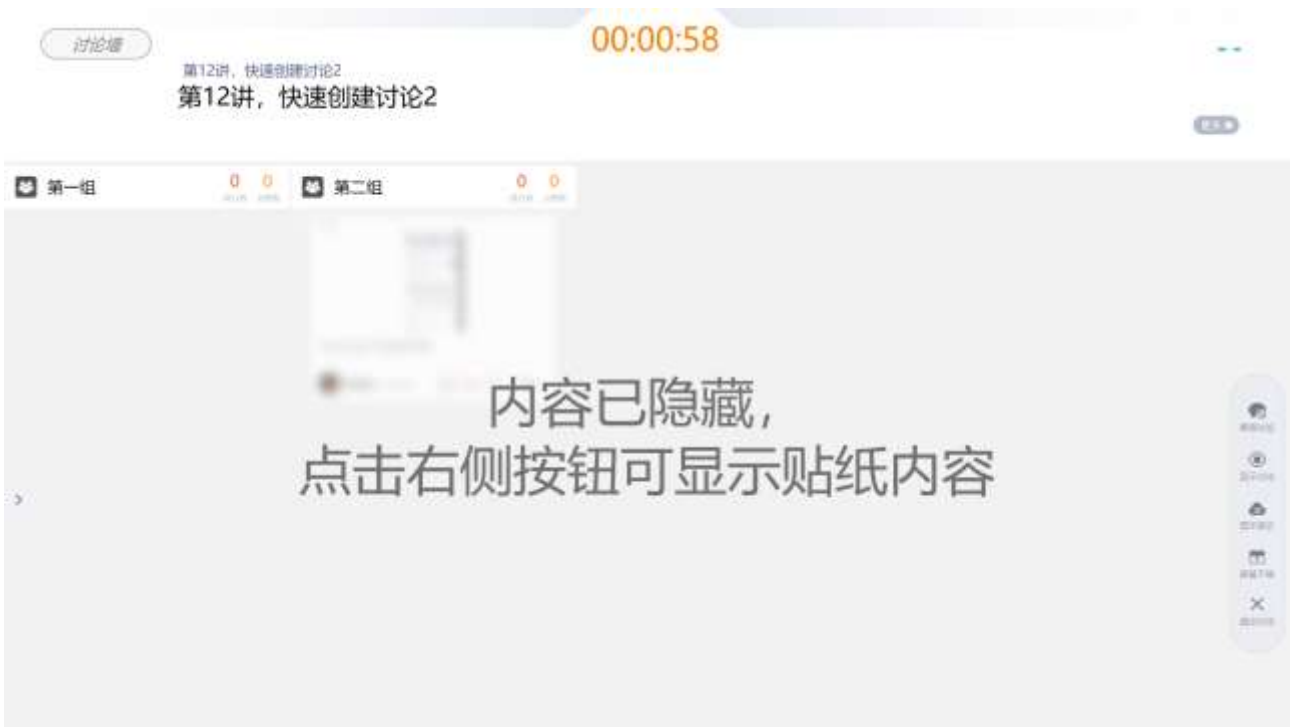 讨论墙
00:00:58
第12讲，快速创建讨论2
第12讲，快速创建讨论2
第一组
0 0
第二组
0 0
内容已隐藏，
点击右侧按钮可显示贴纸内容